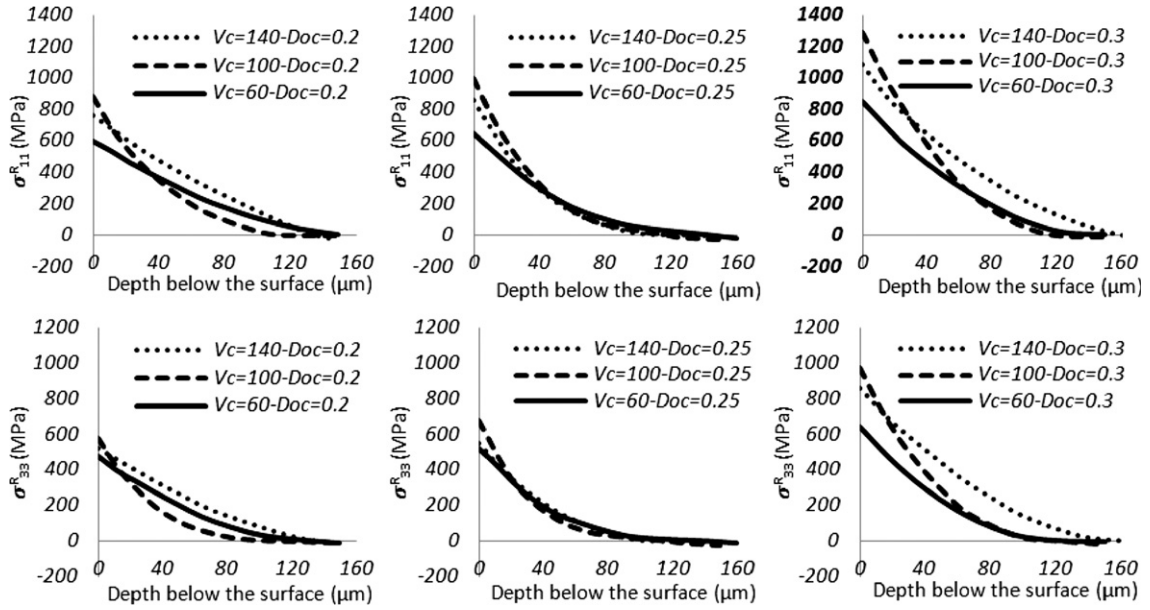 1400
1200
1000
800
600
400
200
0
-200
σᴿ₁₁ (MPa)
Vc=140-Doc=0.2
Vc=100-Doc=0.2
Vc=60-Doc=0.2
0 40 80 120 160
Depth below the surface (µm)
1400
1200
1000
800
600
400
200
0
-200
σᴿ₁₁ (MPa)
Vc=140-Doc=0.25
Vc=100-Doc=0.25
Vc=60-Doc=0.25
0 40 80 120 160
Depth below the surface (µm)
1400
1200
1000
800
600
400
200
0
-200
σᴿ₁₁ (MPa)
Vc=140-Doc=0.3
Vc=100-Doc=0.3
Vc=60-Doc=0.3
0 40 80 120 160
Depth below the surface (µm)
1200
1000
800
600
400
200
0
-200
σᴿ₃₃ (MPa)
Vc=140-Doc=0.2
Vc=100-Doc=0.2
Vc=60-Doc=0.2
0 40 80 120 160
Depth below the surface (µm)
1200
1000
800
600
400
200
0
-200
σᴿ₃₃ (MPa)
Vc=140-Doc=0.25
Vc=100-Doc=0.25
Vc=60-Doc=0.25
0 40 80 120 160
Depth below the surface (µm)
1200
1000
800
600
400
200
0
-200
σᴿ₃₃ (MPa)
Vc=140-Doc=0.3
Vc=100-Doc=0.3
Vc=60-Doc=0.3
0 40 80 120 160
Depth below the surface (µm)